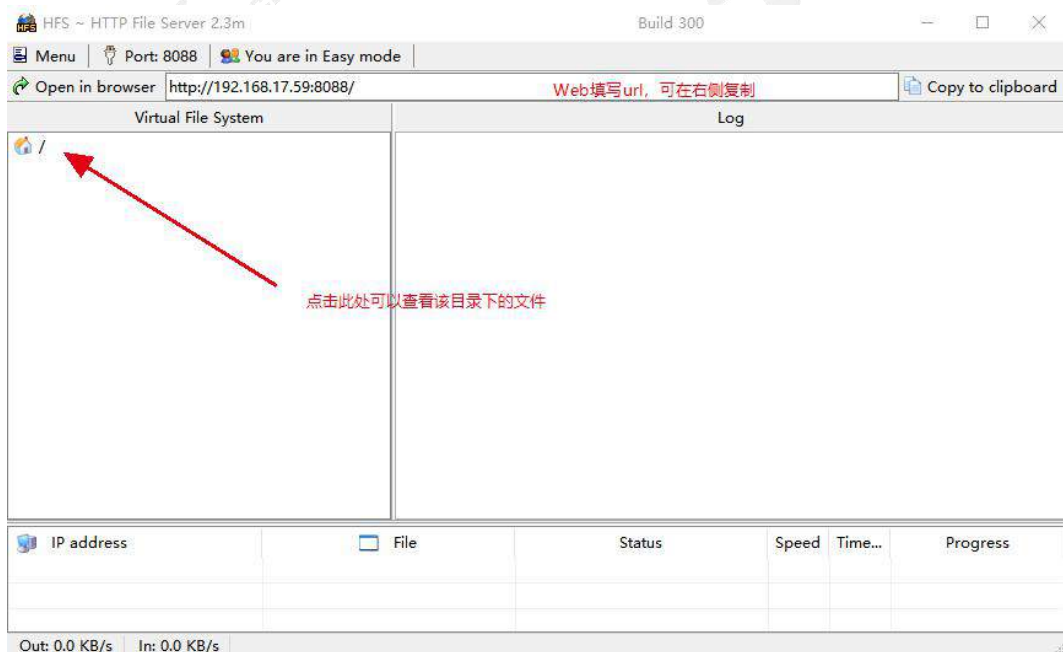 HFS ~ HTTP File Server 2.3m Build 300
Menu Port: 8088 You are in Easy mode
Open in browser http://192.168.17.59:8088/ Web填写url，可在右侧复制 Copy to clipboard
Virtual File System Log
/
点击此处可以查看该目录下的文件
IP address File Status Speed Time... Progress
Out: 0.0 KB/s In: 0.0 KB/s